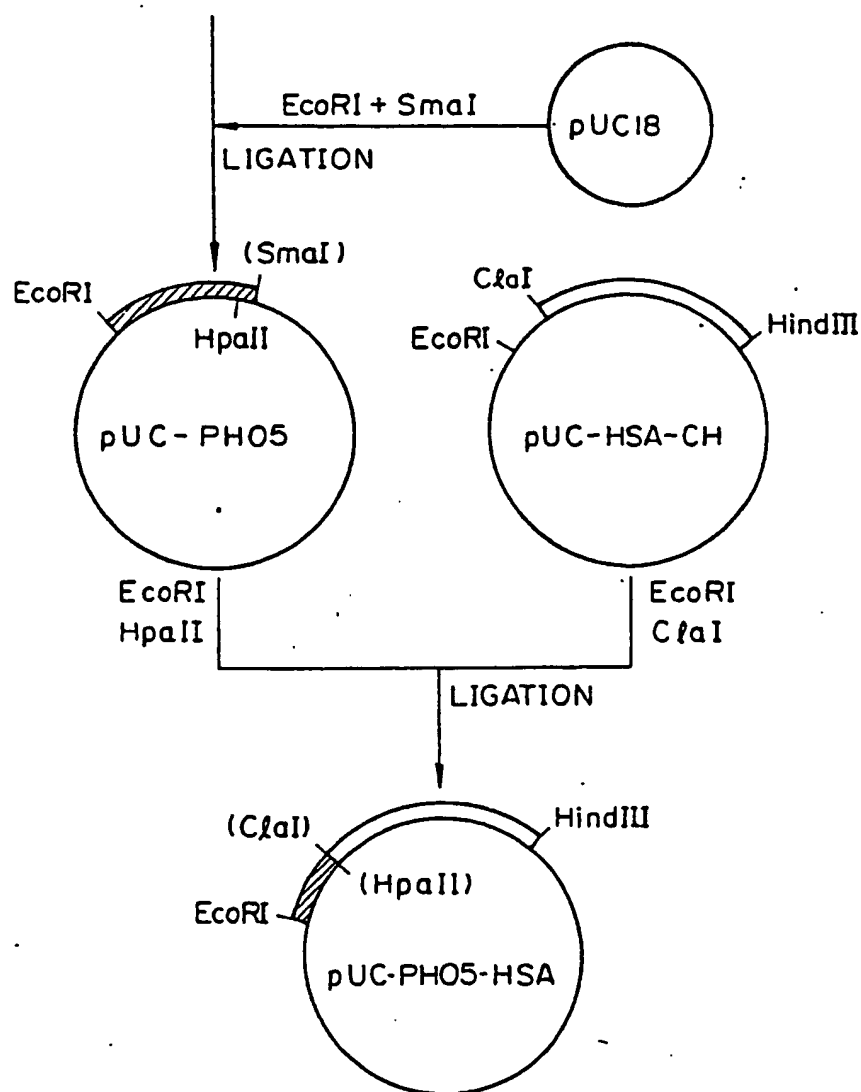 EcoRI + SmaI
pUC18
LIGATION
(SmaI)
EcoRI
HpaII
ClaI
EcoRI
HindIII
pUC-PHO5
pUC-HSA-CH
EcoRI
HpaII
EcoRI
ClaI
LIGATION
(ClaI)
HindIII
(HpaII)
EcoRI
pUC-PHO5-HSA